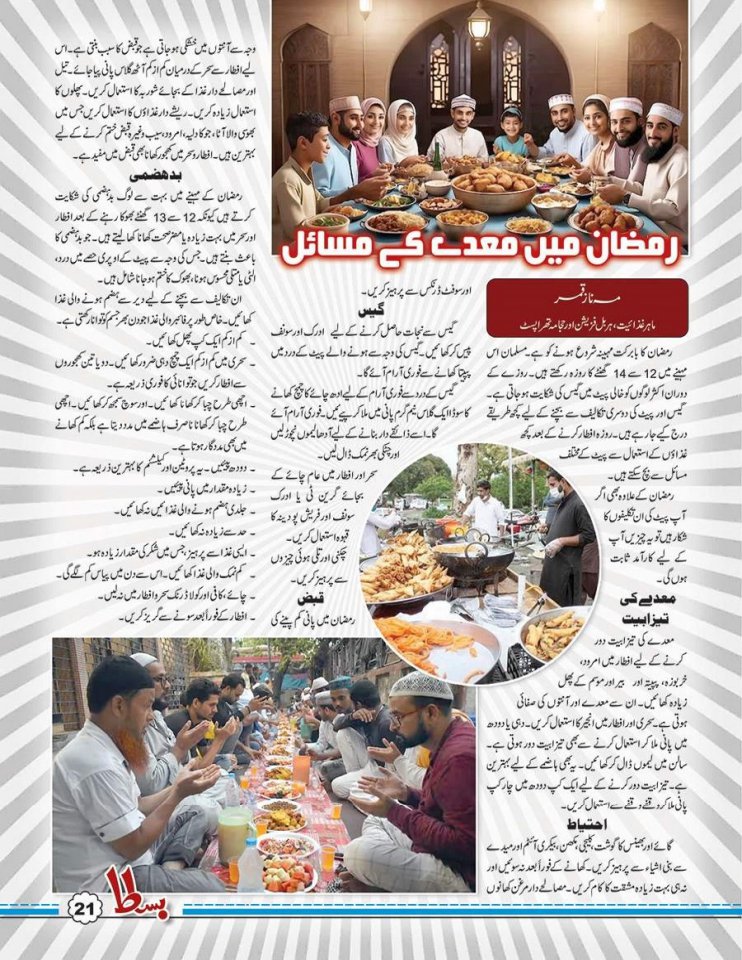 رمضان میں معدے کے مسائل
مہ ناز قمر
ماہر غذائیت، ہربل فزیشن اور حجامہ تھراپسٹ
رمضان کا بابرکت مہینہ شروع ہونے کو ہے۔ مسلمان اس
مہینے میں 12 سے 14 گھنٹے کا روزہ رکھتے ہیں۔ روزے کے
دوران اکثر لوگوں کو خالی پیٹ میں گیس کی شکایت ہو جاتی ہے۔
گیس اور پیٹ کی دوسری تکالیف سے بچنے کے لیے کچھ طریقے
درج کیے جا رہے ہیں۔ روزہ افطار کرنے کے بعد کچھ
غذاؤں کے استعمال سے پیٹ کے مختلف
مسائل سے بچ سکتے ہیں۔
رمضان کے علاوہ بھی اگر
آپ پیٹ کی ان تکلیفوں کا
شکار ہیں تو یہ چیزیں آپ
کے لیے کارآمد ثابت
ہوں گی۔
معدے کی
تیزابیت
معدے کی تیزابیت دور
کرنے کے لیے افطار میں امرود،
خربوزہ، پپیتہ اور بیر اور موسم کے پھل
زیادہ کھائیں۔ ان سے معدے اور آنتوں کی صفائی
ہوتی ہے۔ سحری اور افطار میں انجیر کا استعمال کریں۔ دہی یا دودھ
میں پانی ملا کر استعمال کرنے سے بھی تیزابیت دور ہوتی ہے۔
سالن میں لیموں ڈال کر کھائیں۔ یہ بھی ہاضمے کے لیے بہترین
ہے۔ تیزابیت دور کرنے کے لیے ایک کپ دودھ میں چار کپ
پانی ملا کر وقفے وقفے سے استعمال کریں۔
احتیاط
گائے اور بھینس کا گوشت، کلیجی، مکھن، بیکری آئٹم اور میدے
سے بنی اشیاء سے پرہیز کریں۔ کھانے کے فوراً بعد نہ سوئیں اور
نہ ہی بہت زیادہ مشقت کا کام کریں۔ مصالحے دار مرغن کھانوں
اور سوفٹ ڈرنکس سے پرہیز کریں۔
گیس
گیس سے نجات حاصل کرنے کے لیے ادرک اور سونف
پیس کر کھائیں۔ گیس کی وجہ سے ہونے والے پیٹ کے درد میں
پپیتا کھانے سے فوری آرام آئے گا۔
گیس کے درد سے فوری آرام کے لیے آدھ چائے کا چمچ کھانے
کا سوڈا ایک گلاس نیم گرم پانی میں ملا کر پیے لیں۔ فوری آرام آئے
گا۔ اسے ذائقے دار بنانے کے لیے آدھا لیموں نچوڑ لیں
اور چٹکی بھر نمک ڈال لیں۔
سحر اور افطار میں عام چائے کے
بجائے گرین ٹی یا ادرک
سونف اور فریش پودینہ کا
قہوہ استعمال کریں۔
چکنی اور تلی ہوئی چیزوں
سے پرہیز کریں۔
قبض
رمضان میں پانی کم پینے کی
وجہ سے آنتوں میں خشکی ہو جاتی ہے جو قبض کا سبب بنتی ہے۔ اس
لیے افطار سے سحر کے درمیان کم از کم آٹھ گلاس پانی پیا جائے۔ تیل
اور مصالحے دار غذا کے بجائے شوربہ کا استعمال کریں۔ پھلوں کا
استعمال زیادہ کریں۔ ریشے دار غذاؤں کا استعمال کریں جس میں
بھوسی والا آٹا، جو کا دلیہ، امرود، سیب وغیرہ قبض ختم کرنے کے لیے
بہترین ہیں۔ افطار و سحر میں کھجور کھانا بھی قبض میں مفید ہے۔
بدہضمی
رمضان کے مہینے میں بہت سے لوگ بدہضمی کی شکایت
کرتے ہیں کیونکہ 12 سے 13 گھنٹے بھوکا رہنے کے بعد افطار
اور سحر میں بہت زیادہ یا مضر صحت کھانا کھا لیتے ہیں۔ جو بدہضمی کا
باعث بنتے ہیں۔ جس کی وجہ سے پیٹ کے اوپری حصے میں درد،
الٹی یا متلی محسوس ہونا، بھوک کا ختم ہو جانا شامل ہیں۔
ان تکالیف سے بچنے کے لیے دیر سے ہضم ہونے والی غذا
کھائیں۔ خاص طور پر فائبر والی غذا جو دن بھر جسم کو توانا رکھتی ہے۔
۔ کم از کم ایک کپ پھل کھائیں۔
۔ سحری میں کم از کم ایک چمچ دہی ضرور کھائیں۔ دو یا تین کھجوروں
سے افطار کریں جو توانائی کا فوری ذریعہ ہے۔
۔ اچھی طرح چبا کر کھانا کھائیں۔ اور سوچ سمجھ کر کھائیں۔ اچھی
طرح چبا کر کھانا نا صرف ہاضمے میں مدد دیتا ہے بلکہ کم کھانے
میں بھی مددگار ہوتا ہے۔
۔ دودھ پیئیں۔ یہ پروٹین اور کیلشم کا بہترین ذریعہ ہے۔
۔ زیادہ مقدار میں پانی پیئیں۔
۔ جلدی ہضم ہونے والی غذائیں نہ کھائیں۔
۔ حد سے زیادہ نہ کھائیں۔
۔ ایسی غذا سے پرہیز جس میں شکر کی مقدار زیادہ ہو۔
۔ کم نمک والی غذا کھائیں۔ اس سے دن میں پیاس کم لگے گی۔
۔ چائے، کافی اور کولا ڈرنک سحر و افطار میں نہ لیں۔
۔ افطار کے فوراً بعد سونے سے گریز کریں۔
21